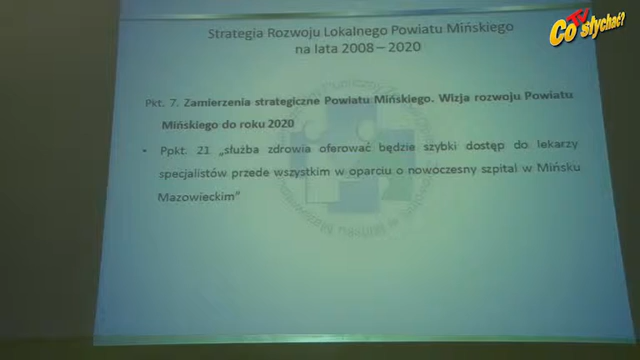 Co TV słychać?
Strategia Rozwoju Lokalnego Powiatu Mińskiego
na lata 2008 – 2020
Pkt. 7. Zamierzenia strategiczne Powiatu Mińskiego. Wizja rozwoju Powiatu
Mińskiego do roku 2020
• Ppkt. 21 „służba zdrowia oferować będzie szybki dostęp do lekarzy
specjalistów przede wszystkim w oparciu o nowoczesny szpital w Mińsku
Mazowieckim”